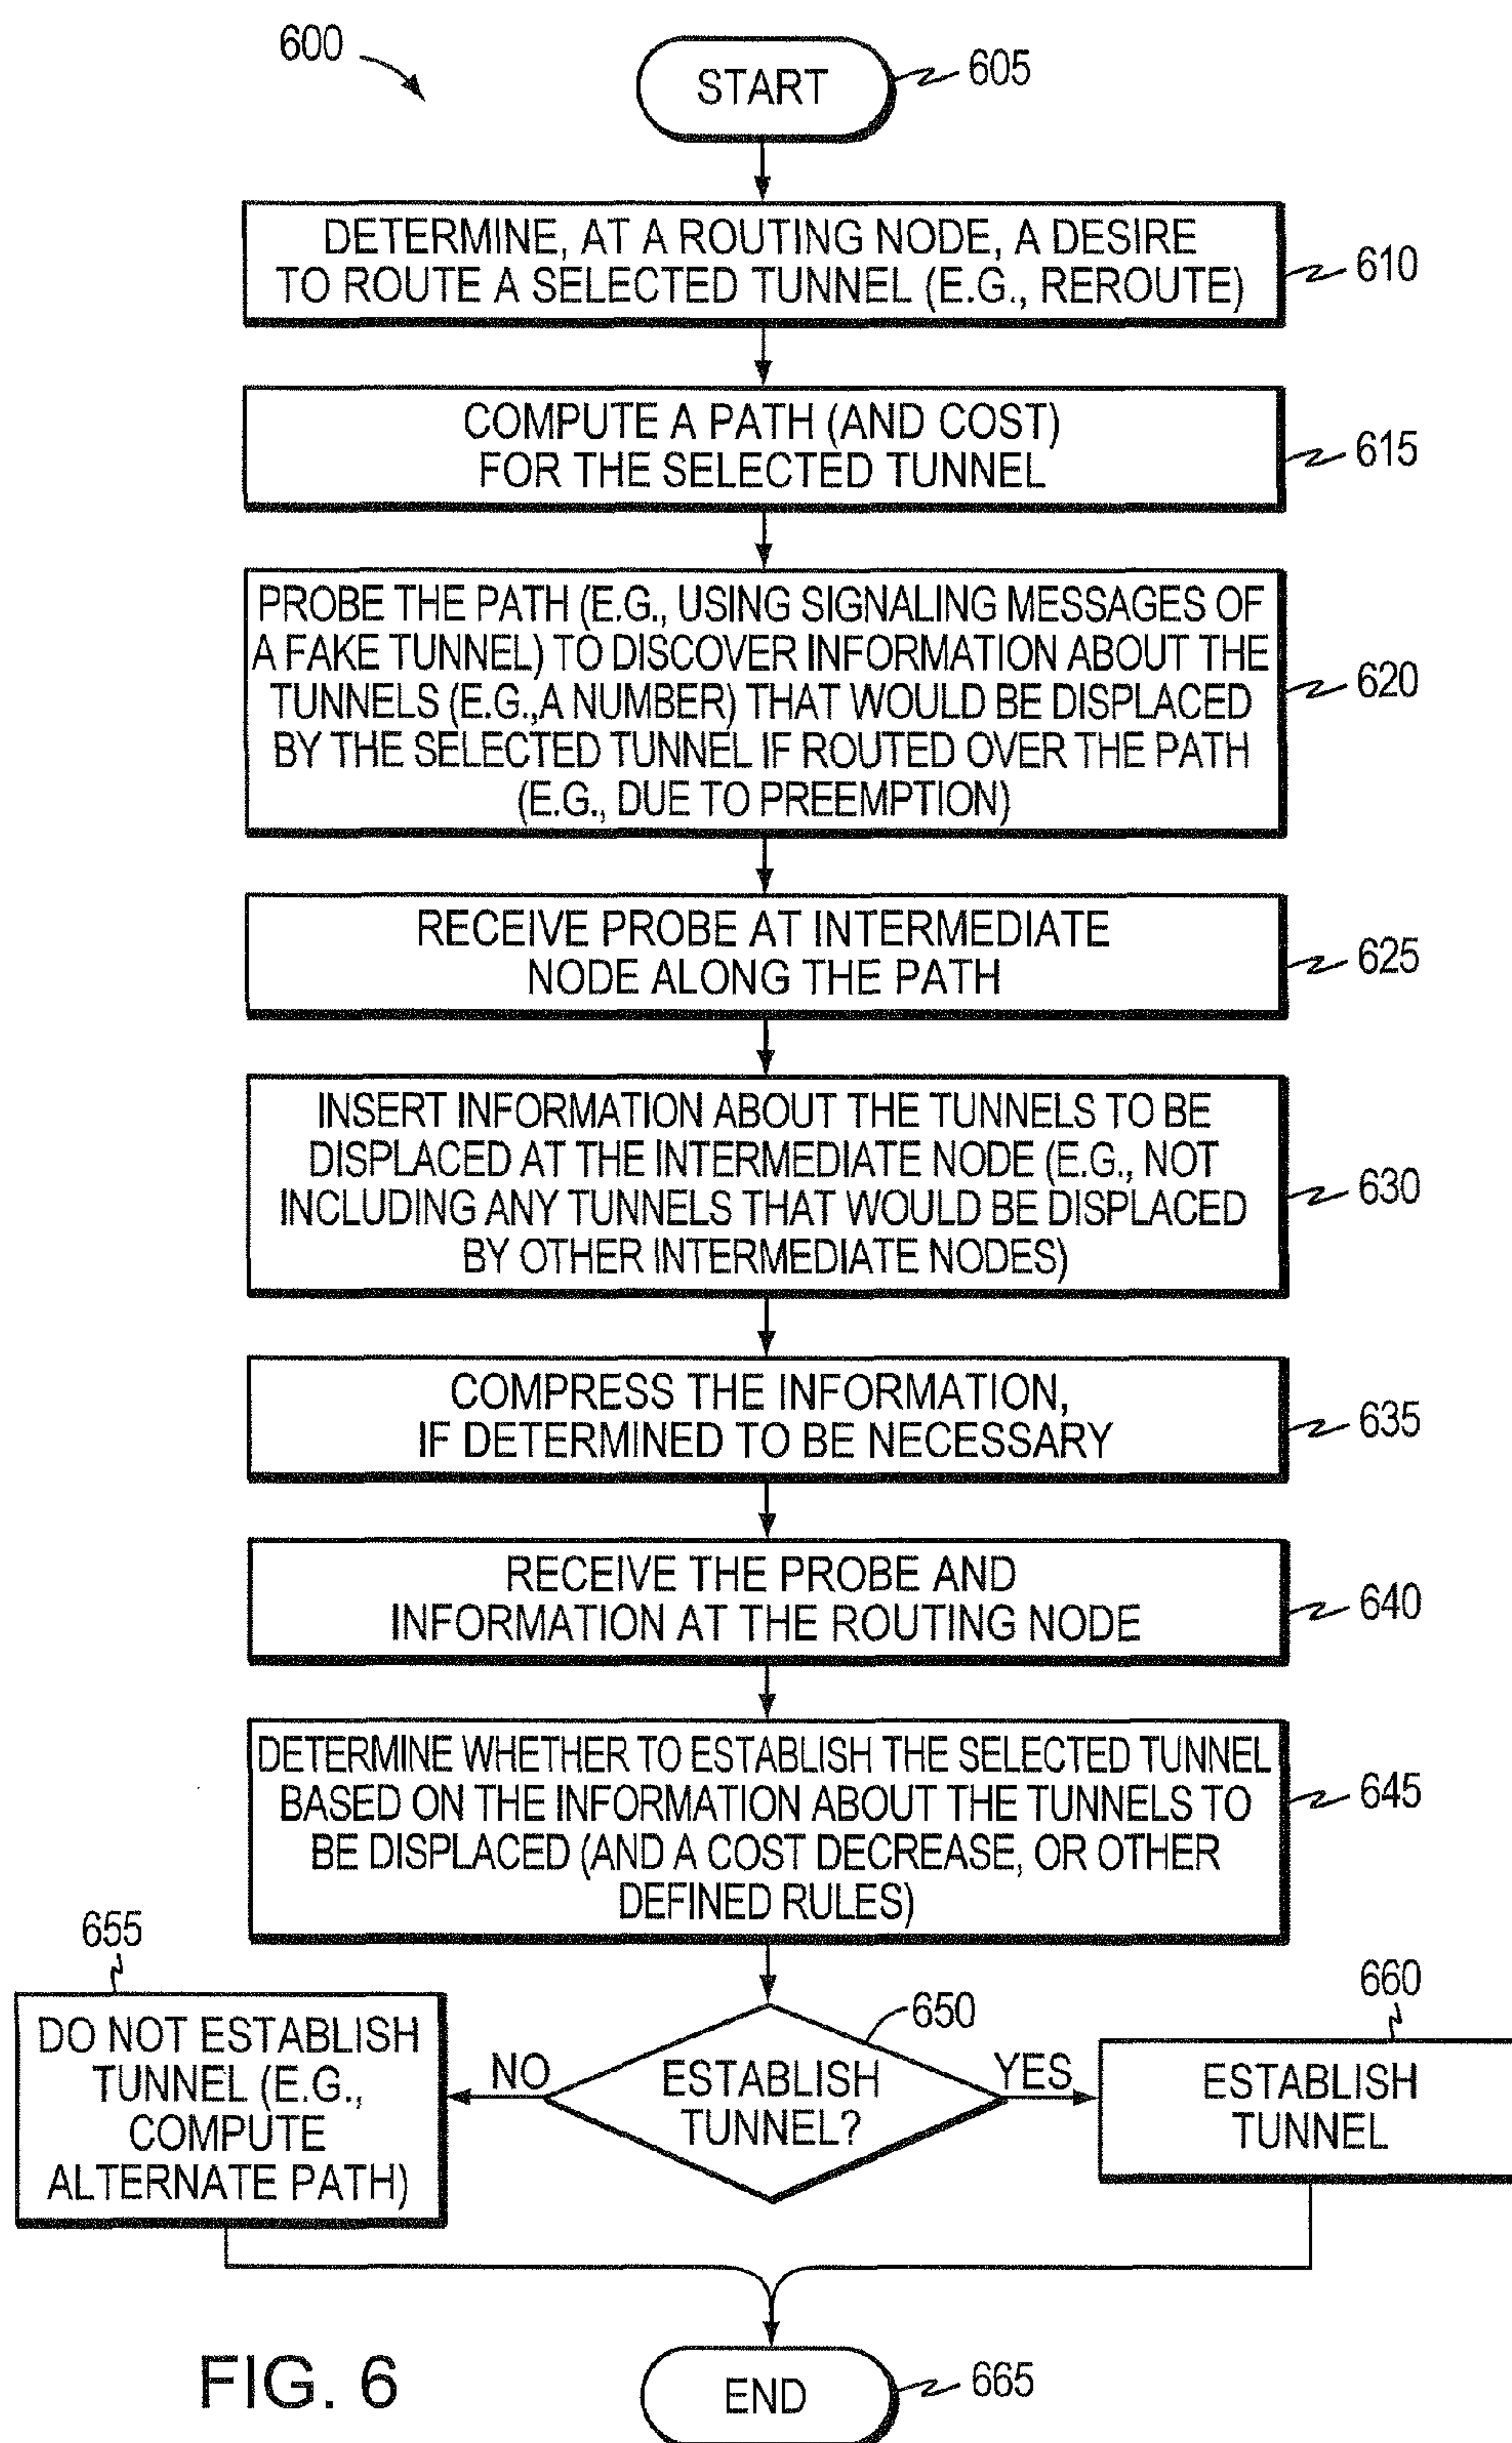 600
START
605
DETERMINE, AT A ROUTING NODE, A DESIRE
TO ROUTE A SELECTED TUNNEL (E.G., REROUTE)
610
COMPUTE A PATH (AND COST)
FOR THE SELECTED TUNNEL
615
PROBE THE PATH (E.G., USING SIGNALING MESSAGES OF
A FAKE TUNNEL) TO DISCOVER INFORMATION ABOUT THE
TUNNELS (E.G.,A NUMBER) THAT WOULD BE DISPLACED
BY THE SELECTED TUNNEL IF ROUTED OVER THE PATH
(E.G., DUE TO PREEMPTION)
620
RECEIVE PROBE AT INTERMEDIATE
NODE ALONG THE PATH
625
INSERT INFORMATION ABOUT THE TUNNELS TO BE
DISPLACED AT THE INTERMEDIATE NODE (E.G., NOT
INCLUDING ANY TUNNELS THAT WOULD BE DISPLACED
BY OTHER INTERMEDIATE NODES)
630
COMPRESS THE INFORMATION,
IF DETERMINED TO BE NECESSARY
635
RECEIVE THE PROBE AND
INFORMATION AT THE ROUTING NODE
640
DETERMINE WHETHER TO ESTABLISH THE SELECTED TUNNEL
BASED ON THE INFORMATION ABOUT THE TUNNELS TO
BE DISPLACED (AND A COST DECREASE, OR OTHER
DEFINED RULES)
645
650
ESTABLISH
TUNNEL?
NO
655
DO NOT ESTABLISH
TUNNEL (E.G.,
COMPUTE
ALTERNATE PATH)
YES
660
ESTABLISH
TUNNEL
END
665
FIG. 6